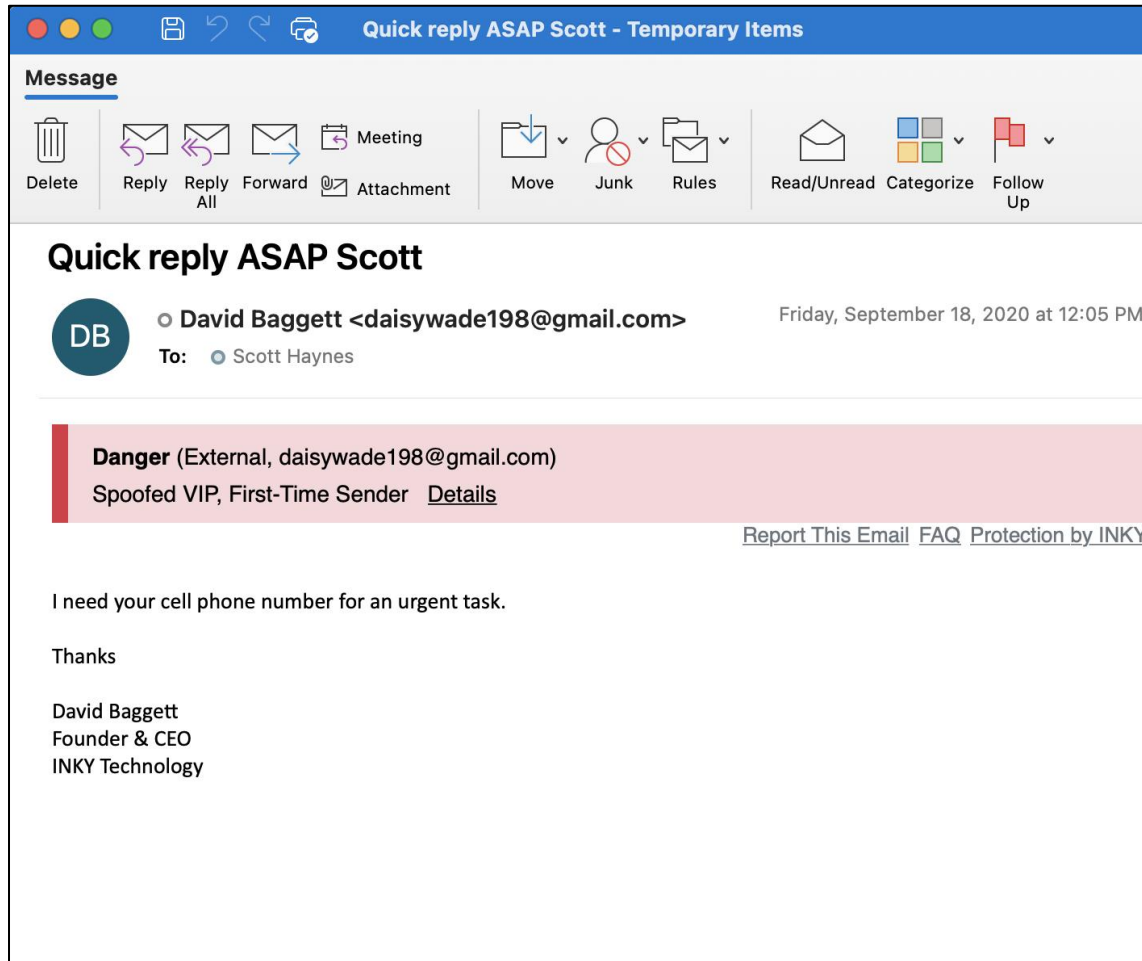 Quick reply ASAP Scott - Temporary Items
Message
Delete
Reply
Reply All
Forward
Meeting
Attachment
Move
Junk
Rules
Read/Unread
Categorize
Follow Up
Quick reply ASAP Scott
DB
David Baggett <daisywade198@gmail.com>
Friday, September 18, 2020 at 12:05 PM
To: Scott Haynes
Danger (External, daisywade198@gmail.com)
Spoofed VIP, First-Time Sender Details
Report This Email FAQ Protection by INKY
I need your cell phone number for an urgent task.
Thanks
David Baggett
Founder & CEO
INKY Technology